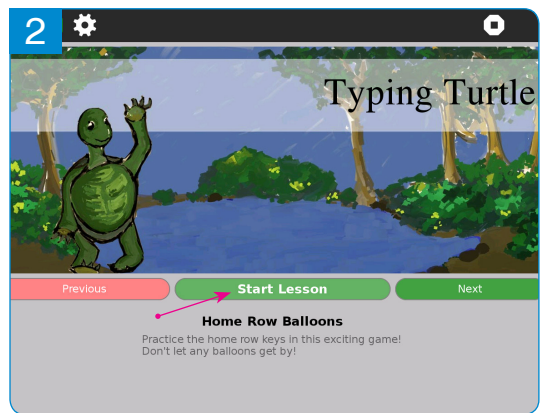 2
Typing Turtle
Previous
Start Lesson
Next
Home Row Balloons
Practice the home row keys in this exciting game!
Don't let any balloons get by!